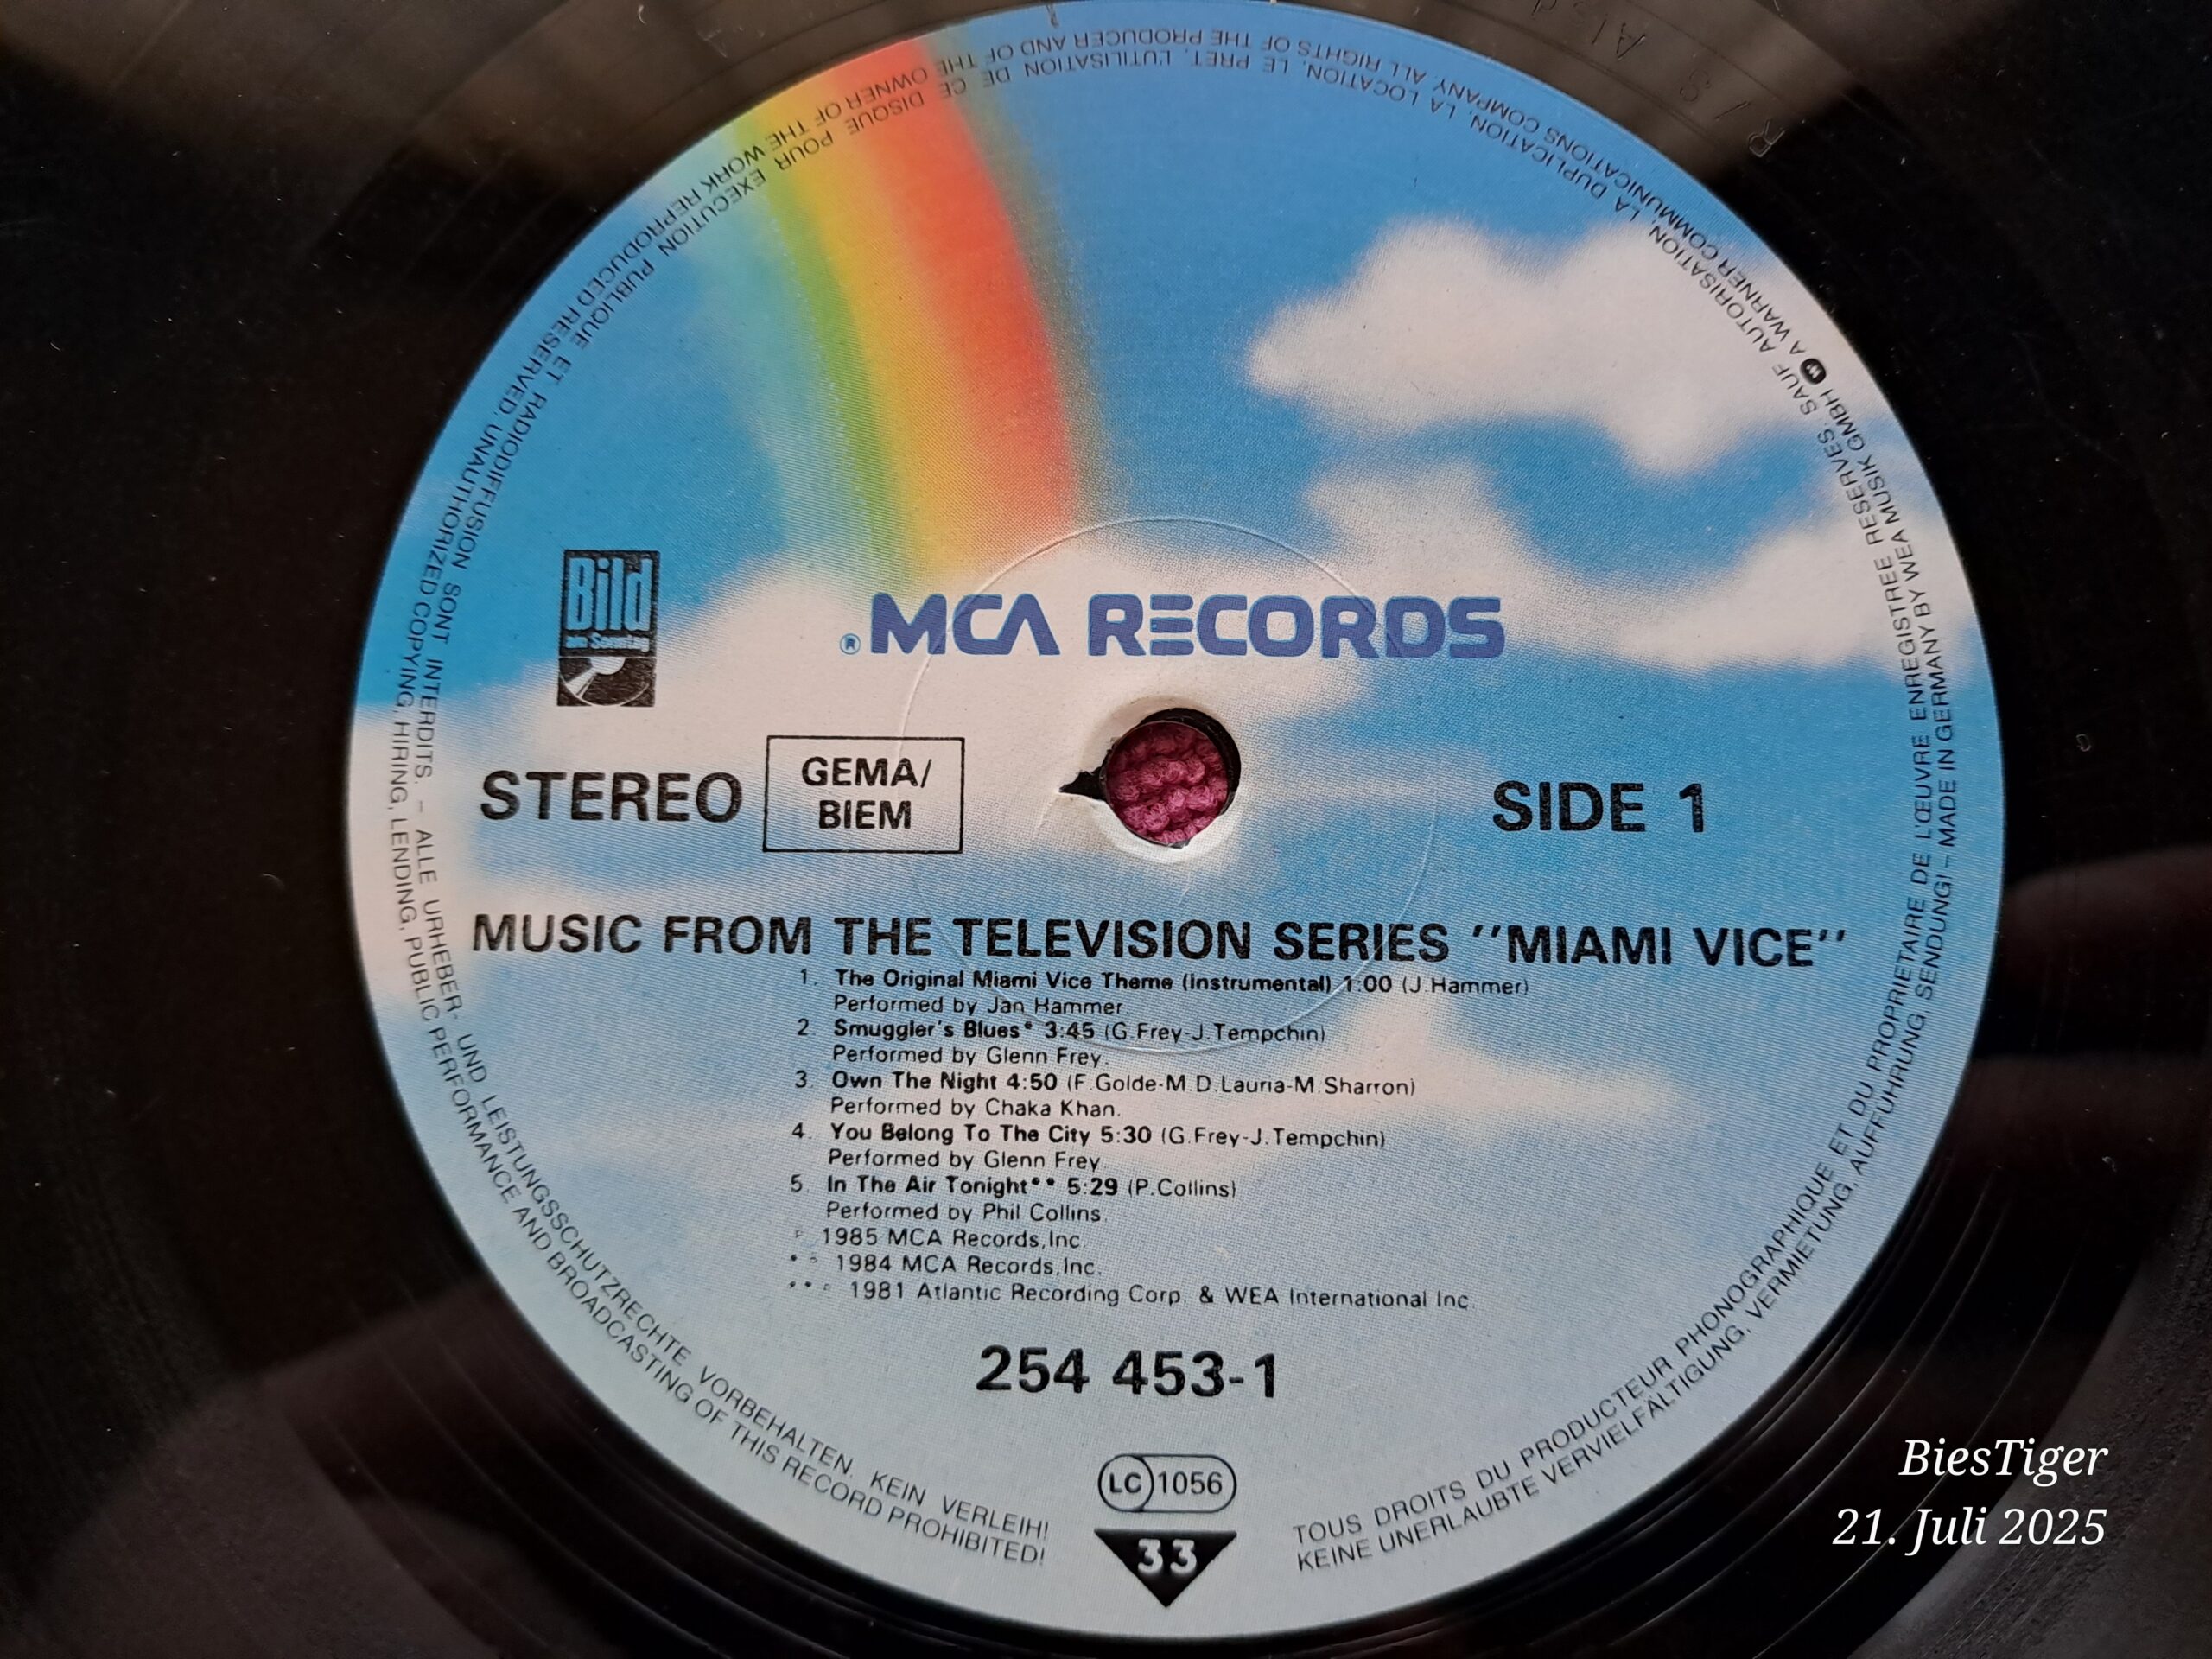 Bild
am Sonntag
® MCA RECORDS
STEREO
GEMA/
BIEM
SIDE 1
MUSIC FROM THE TELEVISION SERIES ''MIAMI VICE''
1. The Original Miami Vice Theme (Instrumental) 1:00 (J.Hammer)
Performed by Jan Hammer.
2. Smuggler's Blues* 3:45 (G.Frey-J.Tempchin)
Performed by Glenn Frey.
3. Own The Night 4:50 (F.Golde-M.D.Lauria-M.Sharron)
Performed by Chaka Khan.
4. You Belong To The City 5:30 (G.Frey-J.Tempchin)
Performed by Glenn Frey.
5. In The Air Tonight** 5:29 (P.Collins)
Performed by Phil Collins.
℗ 1985 MCA Records,Inc.
* ℗ 1984 MCA Records,Inc.
** ℗ 1981 Atlantic Recording Corp. & WEA International Inc.
254 453-1
LC 1056
33
TOUS DROITS DU PRODUCTEUR PHONOGRAPHIQUE ET DU PROPRIETAIRE DE L'ŒUVRE ENREGISTREE RESERVES. SAUF AUTORISATION, LA DUPLICATION, LA LOCATION, LE PRET, L'UTILISATION DE CE DISQUE POUR EXECUTION PUBLIQUE ET RADIODIFFUSION SONT INTERDITS. – ALLE URHEBER- UND LEISTUNGSSCHUTZRECHTE VORBEHALTEN. KEIN VERLEIH!
KEINE UNERLAUBTE VERVIELFÄLTIGUNG, VERMIETUNG, AUFFÜHRUNG, SENDUNG! – MADE IN GERMANY BY WEA MUSIK GMBH A WARNER COMMUNICATIONS COMPANY. ALL RIGHTS OF THE PRODUCER AND OF THE OWNER OF THE WORK REPRODUCED RESERVED. UNAUTHORIZED COPYING, HIRING, LENDING, PUBLIC PERFORMANCE AND BROADCASTING OF THIS RECORD PROHIBITED!
BiesTiger
21. Juli 2025